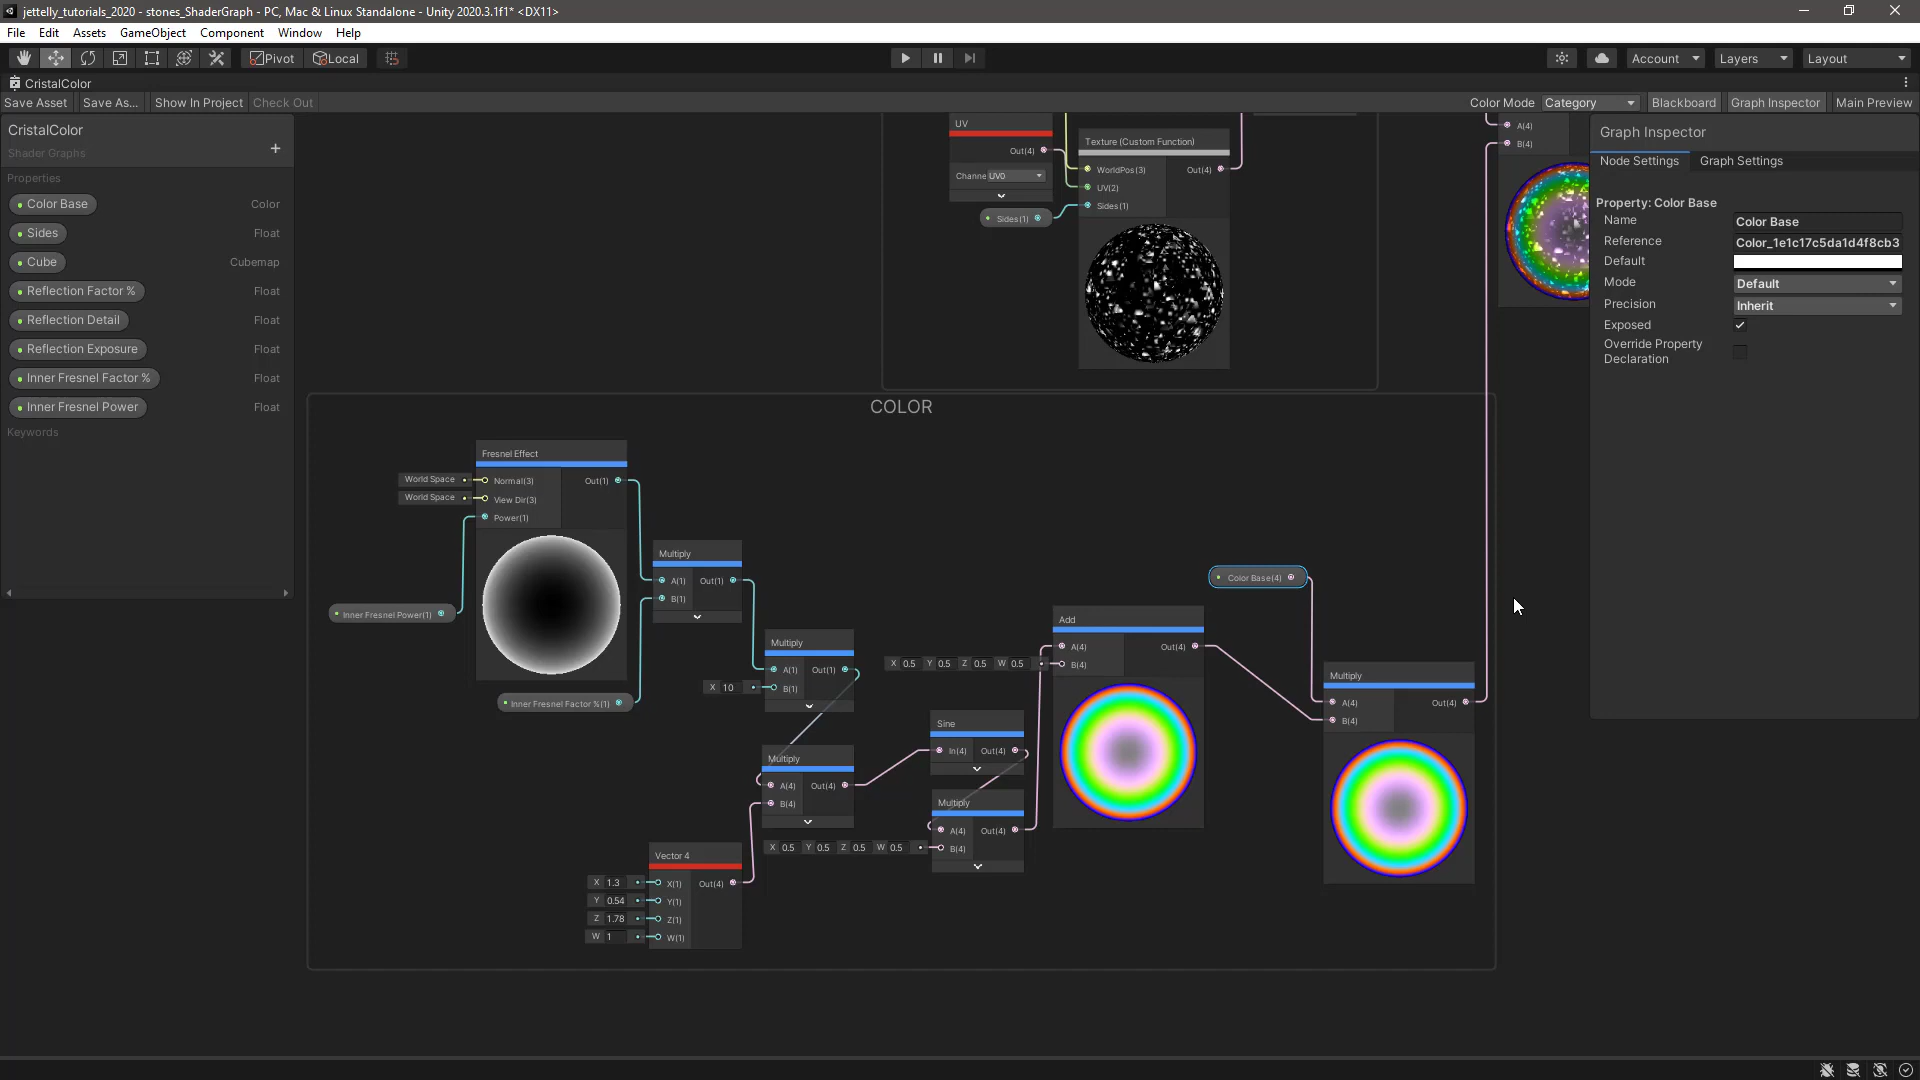 jettelly_tutorials_2020 - stones_ShaderGraph - PC, Mac & Linux Standalone - Unity 2020.3.1f1* <DX11>
File Edit Assets GameObject Component Window Help
Pivot Local Account Layers Layout
CristalColor
Save Asset Save As... Show In Project Check Out Color Mode Category Blackboard Graph Inspector Main Preview
CristalColor
Shader Graphs
+
Properties
Color Base Color
Sides Float
Cube Cubemap
Reflection Factor % Float
Reflection Detail Float
Reflection Exposure Float
Inner Fresnel Factor % Float
Inner Fresnel Power Float
Keywords
UV
Out(4)
Channe UV0
Sides(1)
Texture (Custom Function)
WorldPos(3) Out(4)
UV(2)
Sides(1)
A(4)
B(4)
Graph Inspector
Node Settings Graph Settings
Property: Color Base
Name Color Base
Reference Color_1e1c17c5da1d4f8cb3
Default
Mode Default
Precision Inherit
Exposed
Override Property
Declaration
COLOR
Fresnel Effect
World Space Normal(3) Out(1)
World Space View Dir(3)
Power(1)
Inner Fresnel Power(1)
Inner Fresnel Factor %(1)
Multiply
A(1) Out(1)
B(1)
Multiply
A(1) Out(1)
X 10 B(1)
Multiply
A(4) Out(4)
B(4)
Vector 4
X 1.3 X(1) Out(4)
Y 0.54 Y(1)
Z 1.78 Z(1)
W 1 W(1)
Sine
In(4) Out(4)
Multiply
A(4) Out(4)
X 0.5 Y 0.5 Z 0.5 W 0.5 B(4)
Add
A(4) Out(4)
X 0.5 Y 0.5 Z 0.5 W 0.5 B(4)
Color Base(4)
Multiply
A(4) Out(4)
B(4)